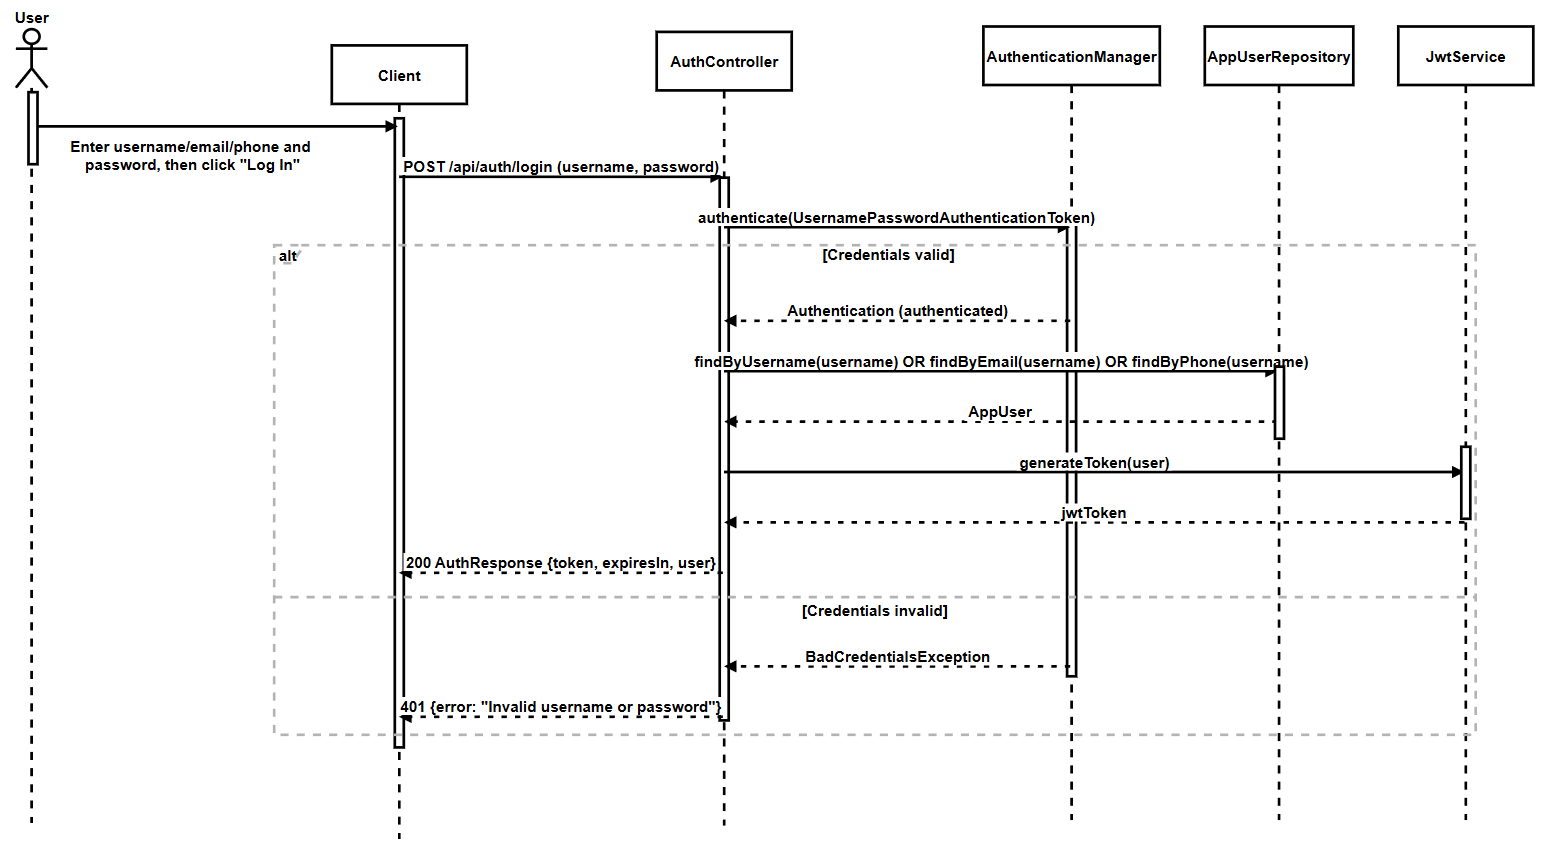 User
Client
AuthController
AuthenticationManager
AppUserRepository
JwtService
Enter username/email/phone and
password, then click "Log In"
POST /api/auth/login (username, password)
authenticate(UsernamePasswordAuthenticationToken)
alt
[Credentials valid]
Authentication (authenticated)
findByUsername(username) OR findByEmail(username) OR findByPhone(username)
AppUser
generateToken(user)
jwtToken
200 AuthResponse {token, expiresIn, user}
[Credentials invalid]
BadCredentialsException
401 {error: "Invalid username or password"}